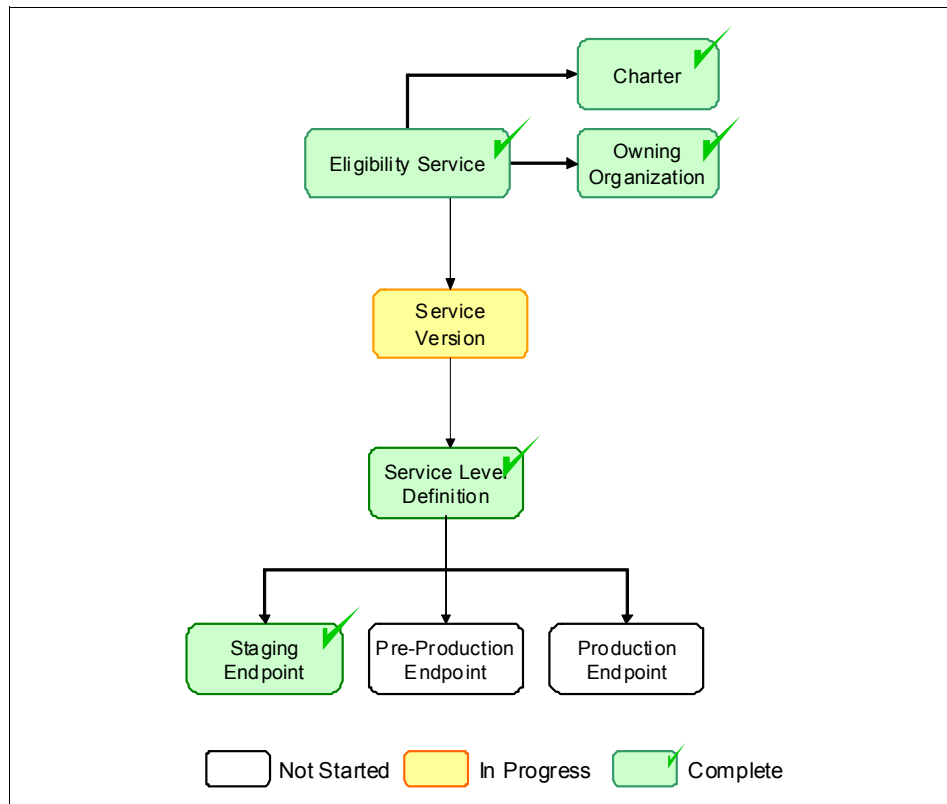 Charter
Eligibility Service
Owning
Organization
Service
Version
Service Level
Definition
Staging
Endpoint
Pre-Production
Endpoint
Production
Endpoint
Not Started
In Progress
Complete